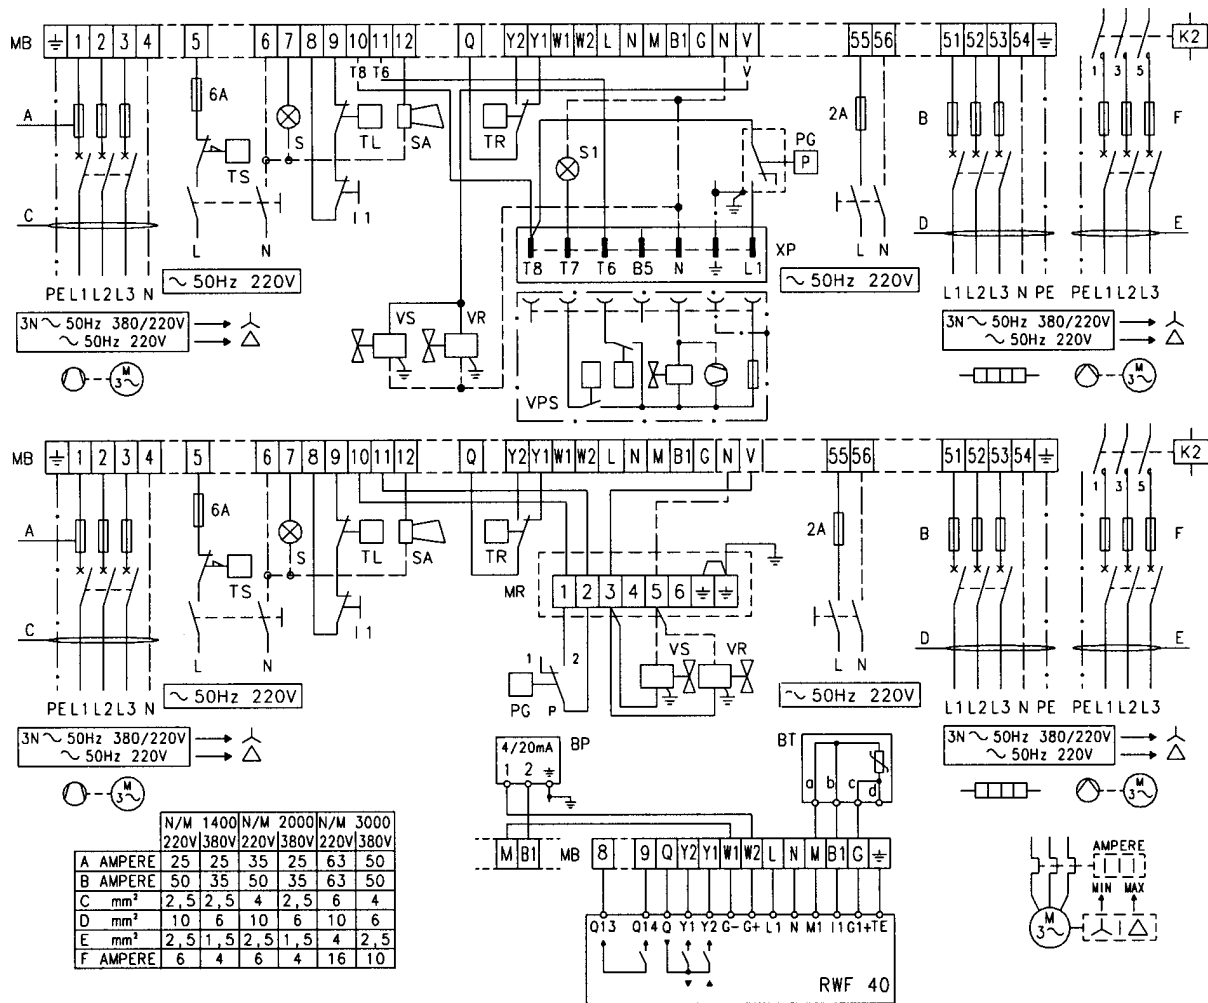 MB ⏚ 1 2 3 4 5 6 7 8 9 10 11 12 Q Y2 Y1 W1 W2 L N M B1 G N V 55 56 51 52 53 54 ⏚ K2
T8 T6 V 1 3 5
A 6A S TL SA TR S1 2A B PG F
P
TS
C I1 D E
L N T8 T7 T6 B5 N ⏚ L1 XP L N
PE L1 L2 L3 N ~ 50Hz 220V ~ 50Hz 220V L1 L2 L3 N PE PE L1 L2 L3
3N ~ 50Hz 380/220V VS VR 3N ~ 50Hz 380/220V
~ 50Hz 220V ~ 50Hz 220V
M 3~ VPS M 3~
MB ⏚ 1 2 3 4 5 6 7 8 9 10 11 12 Q Y2 Y1 W1 W2 L N M B1 G N V 55 56 51 52 53 54 ⏚ K2
1 3 5
A 6A S TL SA TR 2A B F
TS MR 1 2 3 4 5 6 ⏚ ⏚
C I1 D E
L N 1 2 VS VR L N
PG P
PE L1 L2 L3 N ~ 50Hz 220V ~ 50Hz 220V L1 L2 L3 N PE PE L1 L2 L3
3N ~ 50Hz 380/220V 3N ~ 50Hz 380/220V
~ 50Hz 220V ~ 50Hz 220V
M 3~ M 3~
4/20mA BP
1 2 ⏚
BT
a b c d
N/M 1400 N/M 2000 N/M 3000
220V 380V 220V 380V 220V 380V
A AMPERE 25 25 35 25 63 50
B AMPERE 50 35 50 35 63 50
C mm² 2,5 2,5 4 2,5 6 4
D mm² 10 6 10 6 10 6
E mm² 2,5 1,5 2,5 1,5 4 2,5
F AMPERE 6 4 6 4 16 10
M B1 MB 8 9 Q Y2 Y1 W1 W2 L N M B1 G ⏚
Q13 Q14 Q Y1 Y2 G- G+ L1 N M1 I1 G1+ TE
RWF 40
AMPERE
MIN MAX
M 3~